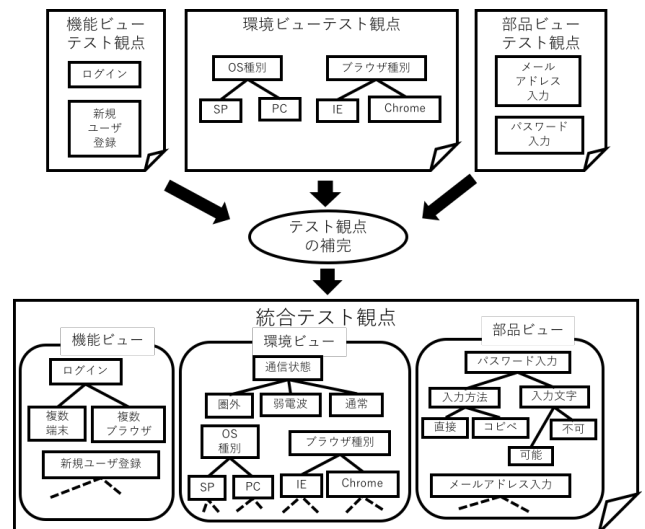 機能ビュー
テスト観点
ログイン
新規
ユーザ
登録
環境ビューテスト観点
OS種別
ブラウザ種別
SP
PC
IE
Chrome
部品ビュー
テスト観点
メール
アドレス
入力
パスワード
入力
テスト観点
の補完
統合テスト観点
機能ビュー
ログイン
複数
端末
複数
ブラウザ
新規ユーザ登録
環境ビュー
通信状態
圏外
弱電波
通常
OS
種別
ブラウザ種別
SP
PC
IE
Chrome
部品ビュー
パスワード入力
入力方法
入力文字
直接
コピペ
不可
可能
メールアドレス入力